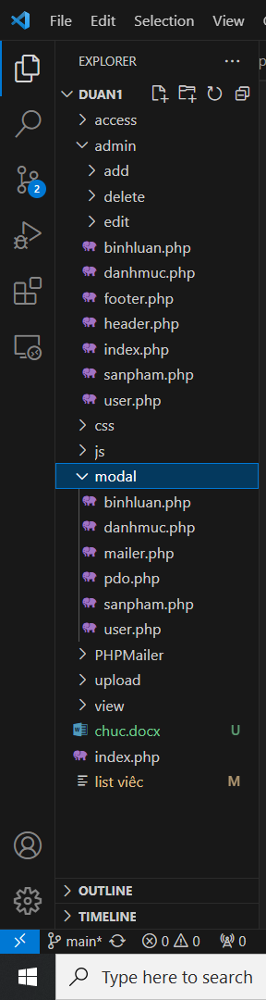 File Edit Selection View
EXPLORER
DUAN1
access
admin
add
delete
edit
binhluan.php
danhmuc.php
footer.php
header.php
index.php
sanpham.php
user.php
css
js
modal
binhluan.php
danhmuc.php
mailer.php
pdo.php
sanpham.php
user.php
PHPMailer
upload
view
chuc.docx U
index.php
list viêc M
2
OUTLINE
TIMELINE
main* 0 0 0
Type here to search